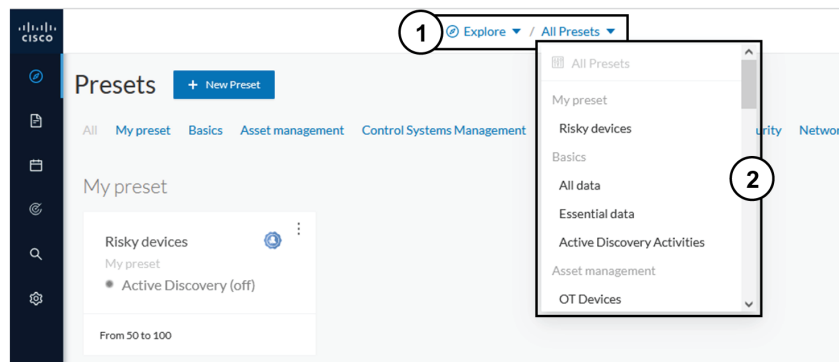 CISCO
1
Explore / All Presets
Presets
+ New Preset
All Presets
My preset
Risky devices
Basics
All data
Essential data
Active Discovery Activities
Asset management
OT Devices
2
All My preset Basics Asset management Control Systems Management
My preset
Risky devices
My preset
Active Discovery (off)
From 50 to 100